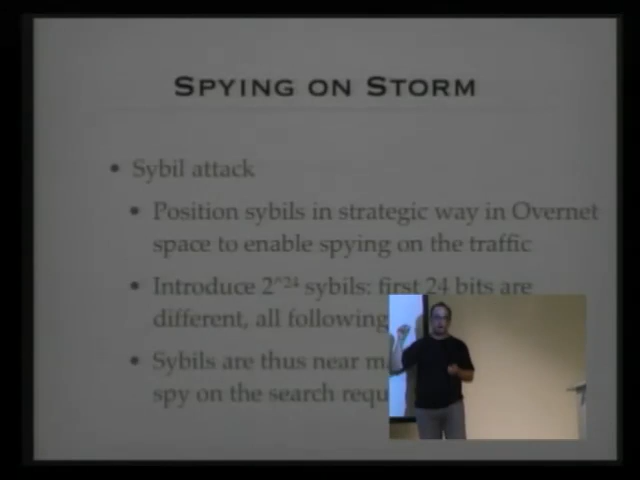 SPYING ON STORM
• Sybil attack
• Position sybils in strategic way in Overnet
space to enable spying on the traffic
• Introduce 2^24 sybils: first 24 bits are
different, all following
• Sybils are thus near
spy on the search